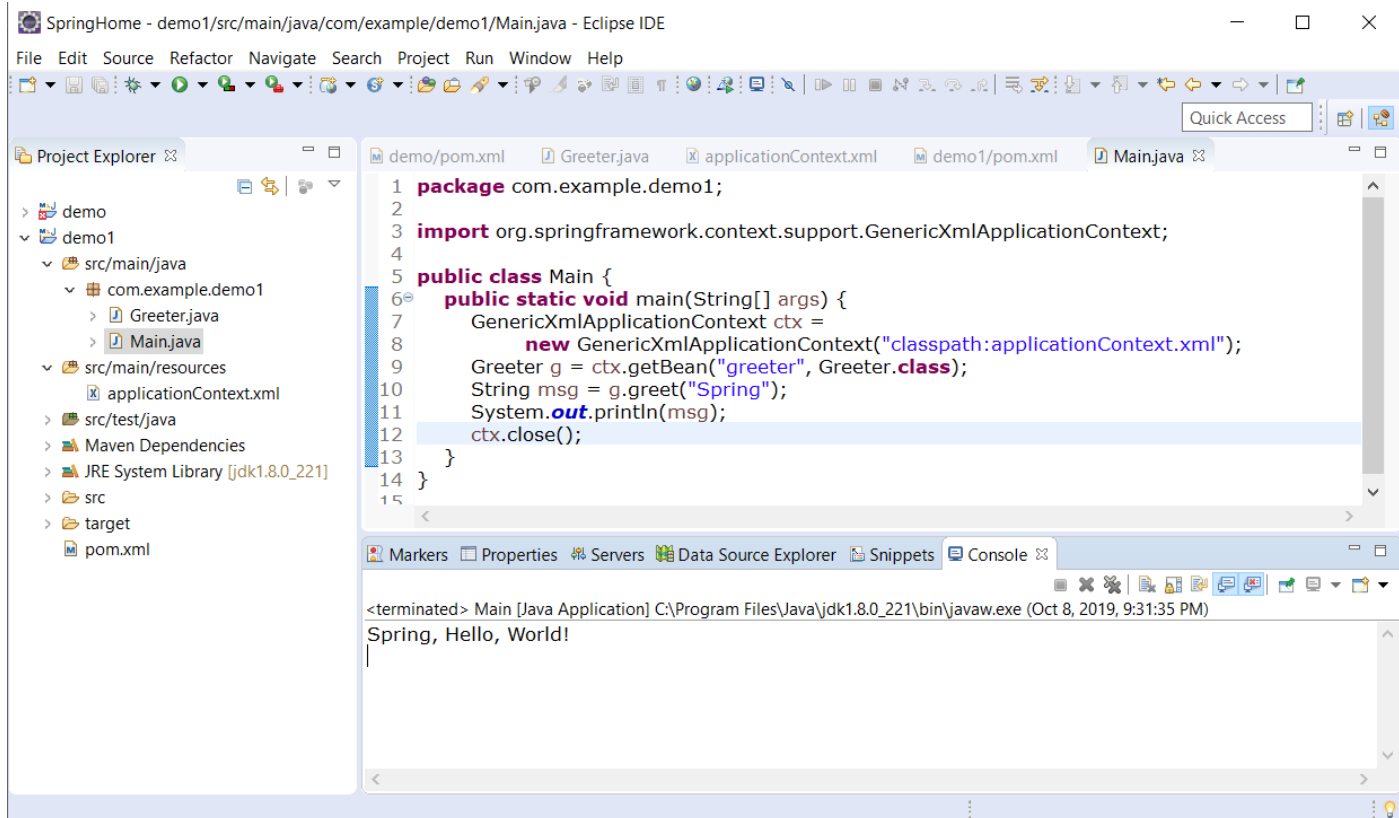 SpringHome - demo1/src/main/java/com/example/demo1/Main.java - Eclipse IDE
File Edit Source Refactor Navigate Search Project Run Window Help
Quick Access
Project Explorer
demo
demo1
src/main/java
com.example.demo1
Greeter.java
Main.java
src/main/resources
applicationContext.xml
src/test/java
Maven Dependencies
JRE System Library [jdk1.8.0_221]
src
target
pom.xml
demo/pom.xml Greeter.java applicationContext.xml demo1/pom.xml Main.java
1 package com.example.demo1;
2
3 import org.springframework.context.support.GenericXmlApplicationContext;
4
5 public class Main {
6 public static void main(String[] args) {
7 GenericXmlApplicationContext ctx =
8 new GenericXmlApplicationContext("classpath:applicationContext.xml");
9 Greeter g = ctx.getBean("greeter", Greeter.class);
10 String msg = g.greet("Spring");
11 System.out.println(msg);
12 ctx.close();
13 }
14 }
15
Markers Properties Servers Data Source Explorer Snippets Console
<terminated> Main [Java Application] C:\Program Files\Java\jdk1.8.0_221\bin\javaw.exe (Oct 8, 2019, 9:31:35 PM)
Spring, Hello, World!